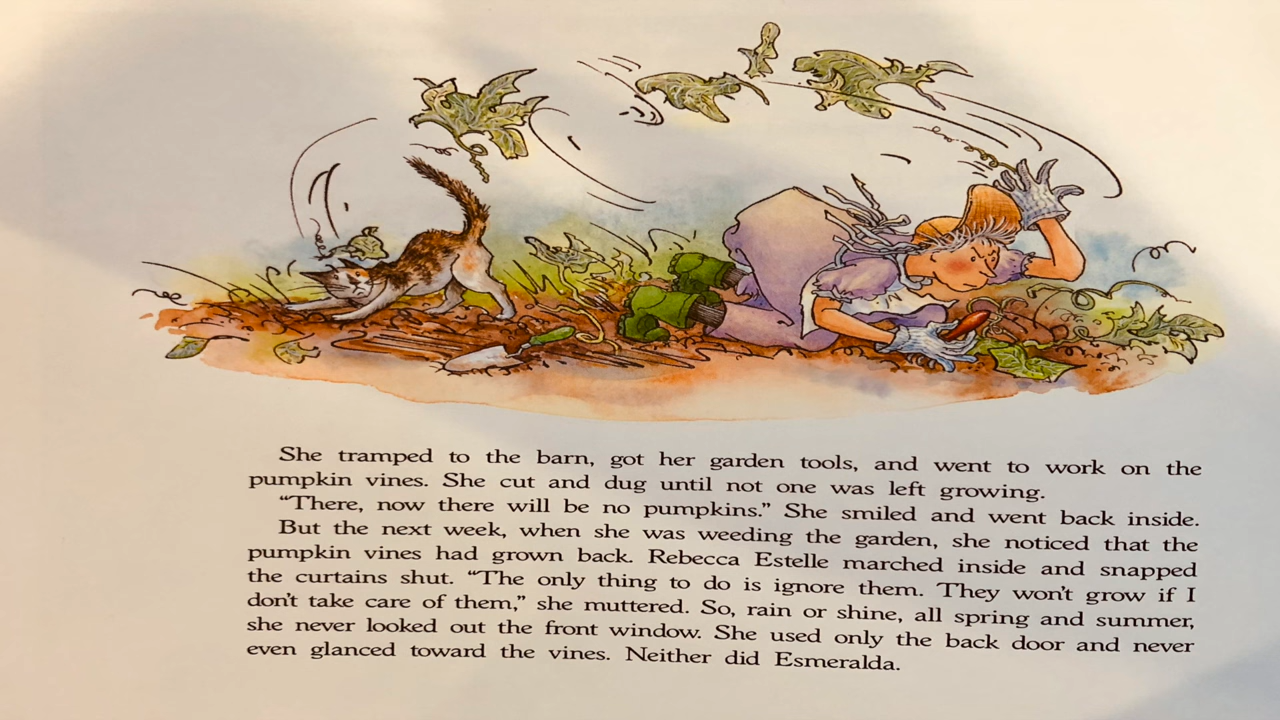 She tramped to the barn, got her garden tools, and went to work on the
pumpkin vines. She cut and dug until not one was left growing.
“There, now there will be no pumpkins.” She smiled and went back inside.
But the next week, when she was weeding the garden, she noticed that the
pumpkin vines had grown back. Rebecca Estelle marched inside and snapped
the curtains shut. “The only thing to do is ignore them. They won’t grow if I
don’t take care of them,” she muttered. So, rain or shine, all spring and summer,
she never looked out the front window. She used only the back door and never
even glanced toward the vines. Neither did Esmeralda.